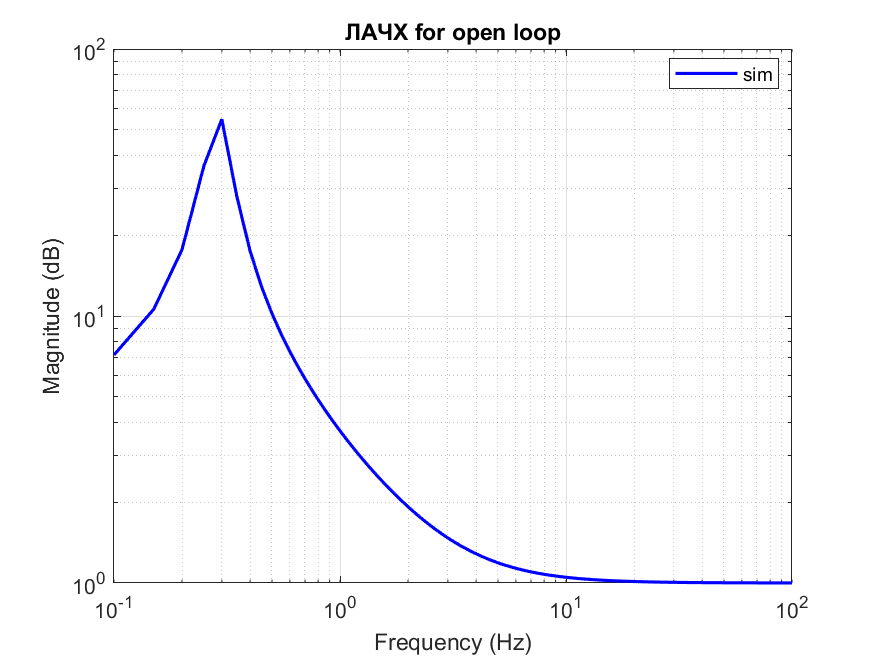 ЛАЧХ for open loop
sim
Magnitude (dB)
10^2
10^1
10^0
10^-1 10^0 10^1 10^2
Frequency (Hz)